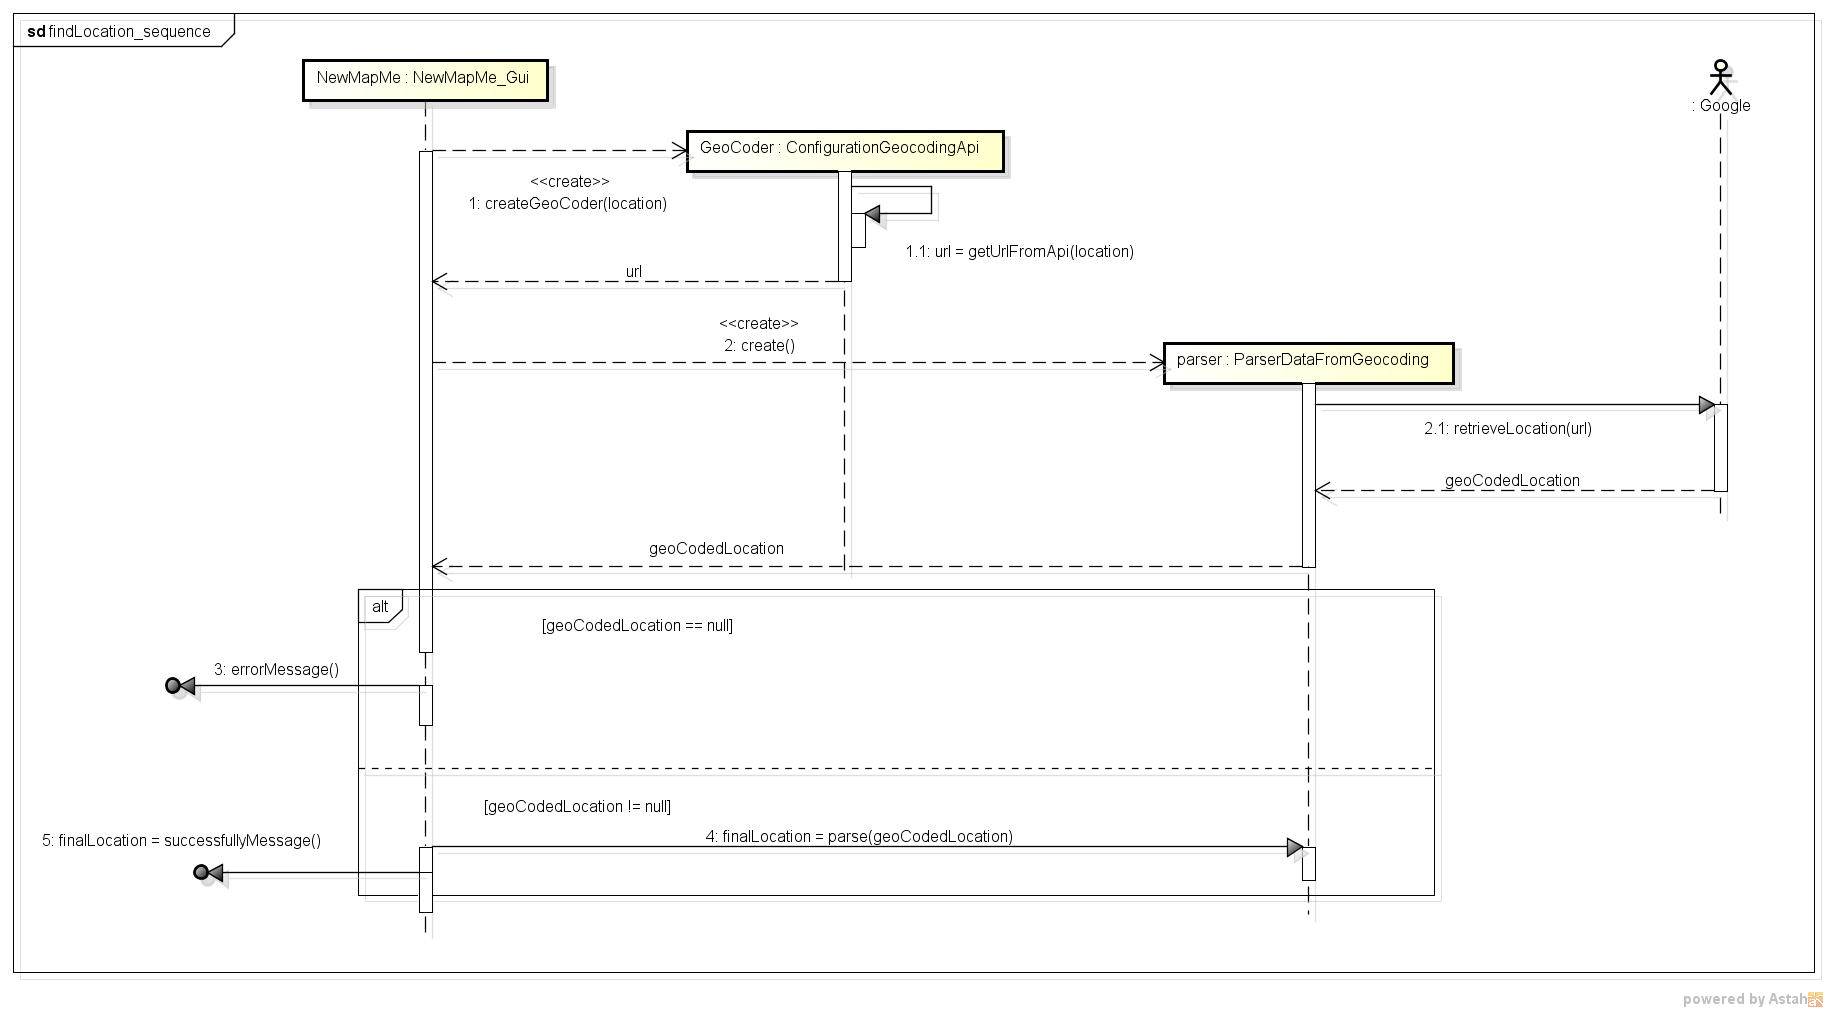 sd findLocation_sequence
NewMapMe : NewMapMe_Gui
: Google
GeoCoder : ConfigurationGeocodingApi
<<create>>
1: createGeoCoder(location)
1.1: url = getUrlFromApi(location)
url
<<create>>
2: create()
parser : ParserDataFromGeocoding
2.1: retrieveLocation(url)
geoCodedLocation
geoCodedLocation
alt
[geoCodedLocation == null]
3: errorMessage()
[geoCodedLocation != null]
4: finalLocation = parse(geoCodedLocation)
5: finalLocation = successfullyMessage()
powered by Astah